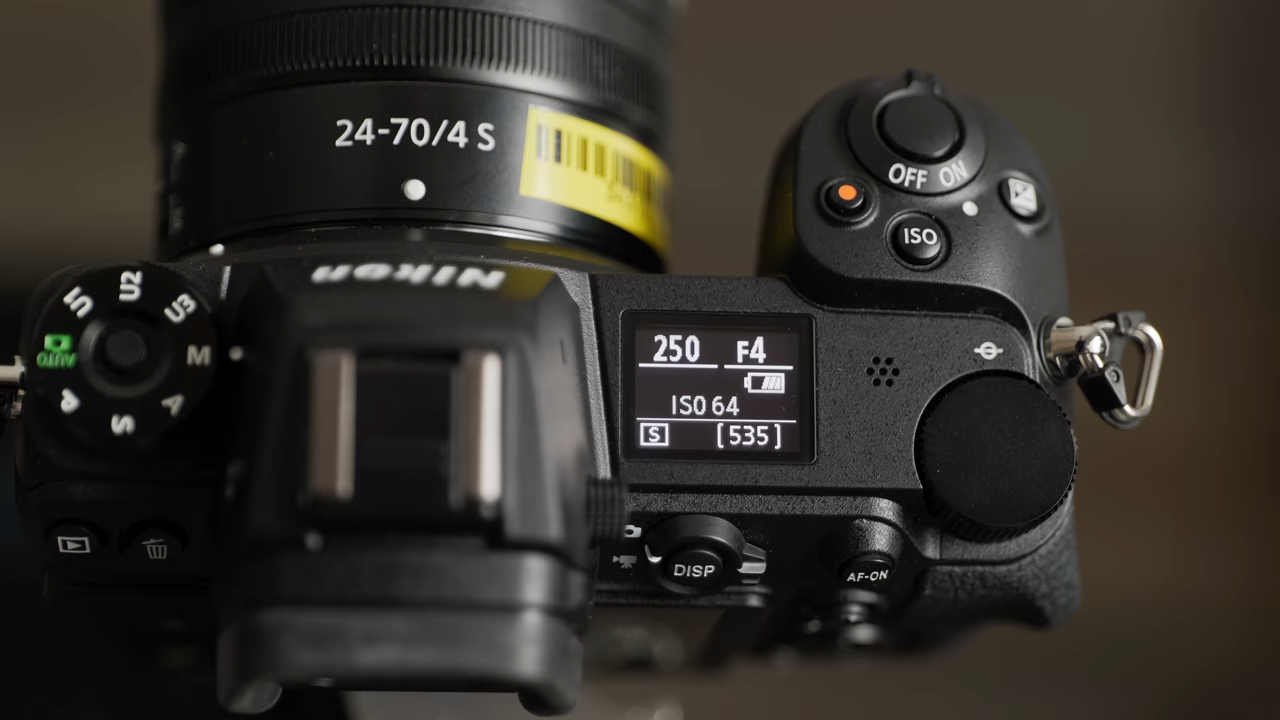 24-70/4 S
OFF ON
ISO
Nikon
U1
U2
U3
M
A
S
P
AUTO
250 F4
ISO 64
S [535]
DISP
AF-ON